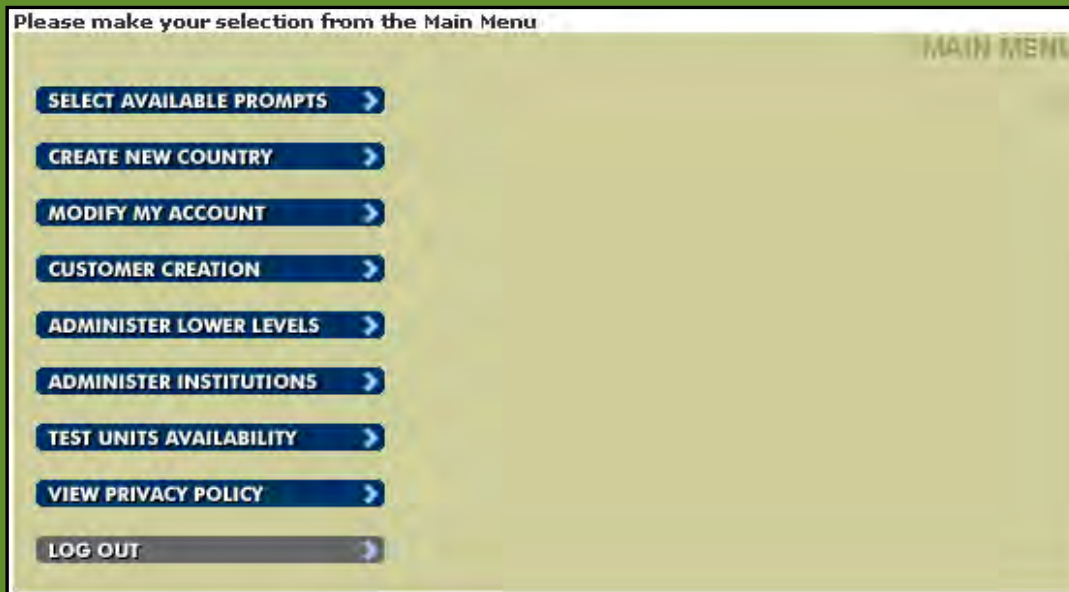 Please make your selection from the Main Menu
MAIN MENU
SELECT AVAILABLE PROMPTS
CREATE NEW COUNTRY
MODIFY MY ACCOUNT
CUSTOMER CREATION
ADMINISTER LOWER LEVELS
ADMINISTER INSTITUTIONS
TEST UNITS AVAILABILITY
VIEW PRIVACY POLICY
LOG OUT